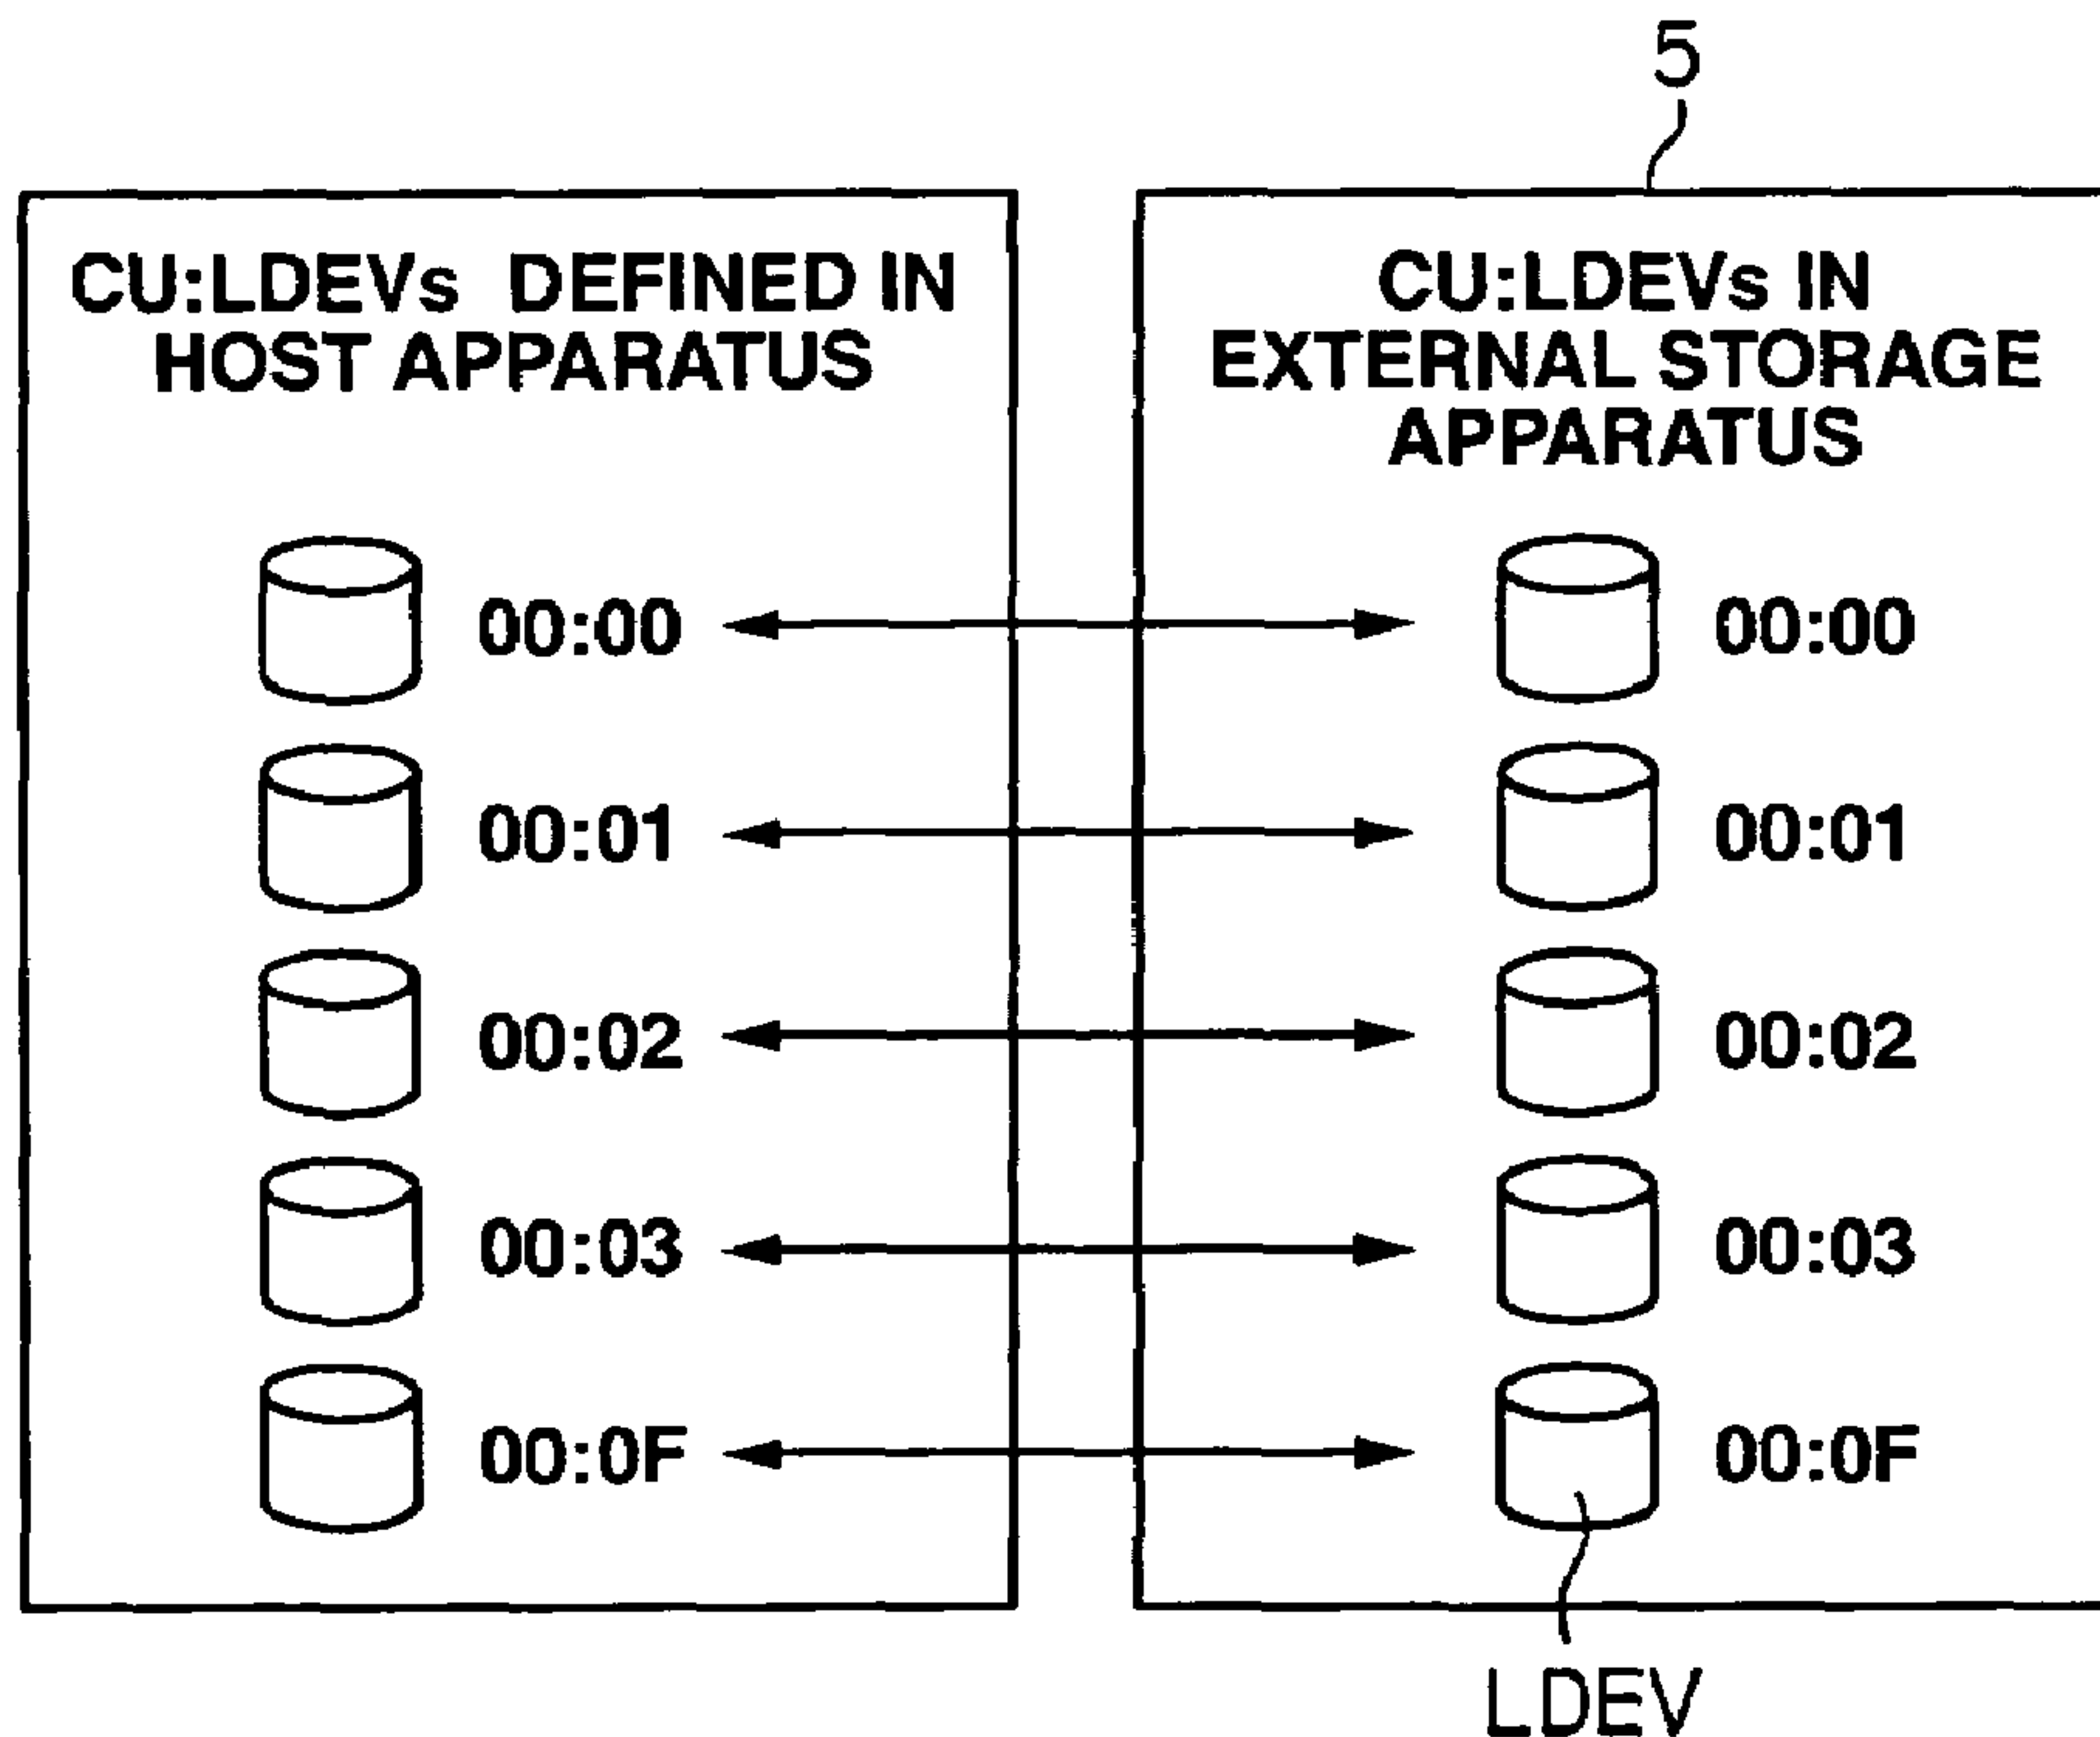 5
CU:LDEVs DEFINED IN
HOST APPARATUS
CU:LDEVs IN
EXTERNAL STORAGE
APPARATUS
00:00
00:00
00:01
00:01
00:02
00:02
00:03
00:03
00:0F
00:0F
LDEV